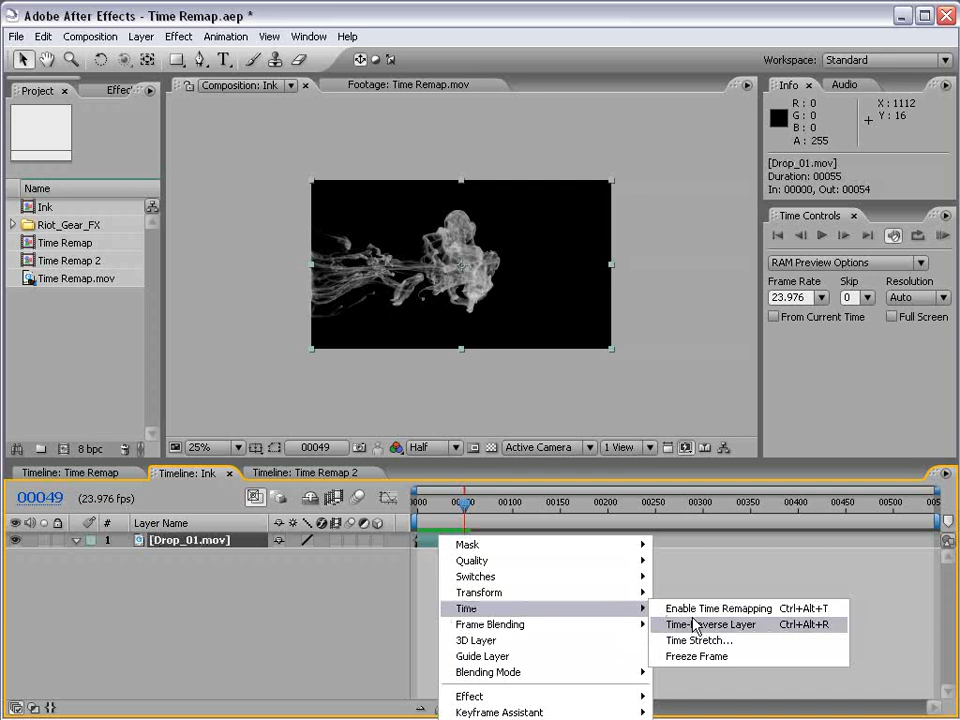 Adobe After Effects - Time Remap.aep *
File Edit Composition Layer Effect Animation View Window Help
Workspace: Standard
Project × Effec
Composition: Ink × Footage: Time Remap.mov
Info × Audio
R : 0
G : 0
B : 0
A : 255
X : 1112
Y : 16
[Drop_01.mov]
Duration: 00055
In: 00000, Out: 00054
Name
Ink
Riot_Gear_FX
Time Remap
Time Remap 2
Time Remap.mov
Time Controls ×
RAM Preview Options
Frame Rate Skip Resolution
23.976 0 Auto
From Current Time Full Screen
8 bpc
25% 00049 Half Active Camera 1 View
Timeline: Time Remap Timeline: Ink × Timeline: Time Remap 2
00049 (23.976 fps)
00100 00150 00200 00250 00300 00350 00400 00450 00500
# Layer Name
1 [Drop_01.mov]
Mask
Quality
Switches
Transform
Time
Frame Blending
3D Layer
Guide Layer
Blending Mode
Effect
Keyframe Assistant
Enable Time Remapping Ctrl+Alt+T
Time-Reverse Layer Ctrl+Alt+R
Time Stretch...
Freeze Frame